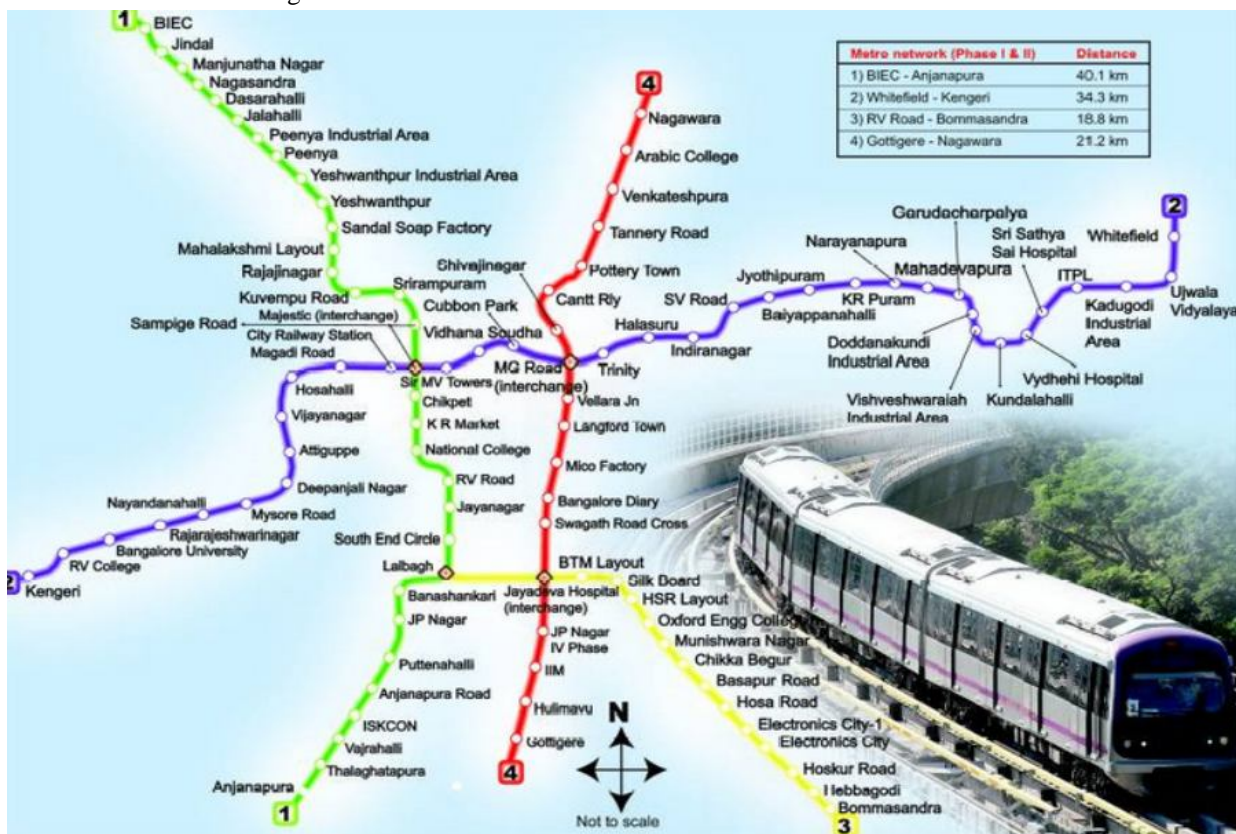 1
BIEC
Jindal
Manjunatha Nagar
Nagasandra
Dasarahalli
Jalahalli
Peenya Industrial Area
Peenya
Yeshwanthpur Industrial Area
Yeshwanthpur
Sandal Soap Factory
Mahalakshmi Layout
Rajajinagar
Kuvempu Road
Srirampuram
Majestic (interchange)
Sampige Road
City Railway Station
Magadi Road
Hosahalli
Vijayanagar
Attiguppe
Deepanjali Nagar
Nayandanahalli
Mysore Road
Rajarajeshwarinagar
Bangalore University
RV College
2
Kengeri
4
Nagawara
Arabic College
Venkateshpura
Tannery Road
Pottery Town
Shivajinagar
Cantt Rly
Cubbon Park
Vidhana Soudha
Sir MV Towers
MG Road
(interchange)
Trinity
Halasuru
Indiranagar
SV Road
Jyothipuram
Baiyappanahalli
KR Puram
Narayanapura
Mahadevapura
Garudacharpalya
Doddanakundi
Industrial Area
Vishveshwaraiah
Industrial Area
Kundalahalli
Vydhehi Hospital
Sri Sathya
Sai Hospital
ITPL
Kadugodi
Industrial
Area
Ujwala
Vidyalaya
Whitefield
2
Metro network (Phase I & II) Distance
1) BIEC - Anjanapura 40.1 km
2) Whitefield - Kengeri 34.3 km
3) RV Road - Bommasandra 18.8 km
4) Gottigere - Nagawara 21.2 km
Chikpet
K R Market
National College
RV Road
Jayanagar
South End Circle
Lalbagh
Banashankari
JP Nagar
Puttenahalli
Anjanapura Road
ISKCON
Vajrahalli
Thalaghatapura
Anjanapura
1
Vellara Jn
Langford Town
Mico Factory
Bangalore Diary
Swagath Road Cross
Jayadeva Hospital
(interchange)
JP Nagar
IV Phase
IIM
Hulimavu
Gottigere
4
BTM Layout
Silk Board
HSR Layout
Oxford Engg College
Munishwara Nagar
Chikka Begur
Basapur Road
Hosa Road
Electronics City-1
Electronics City
Hoskur Road
Hebbagodi
Bommasandra
3
N
Not to scale